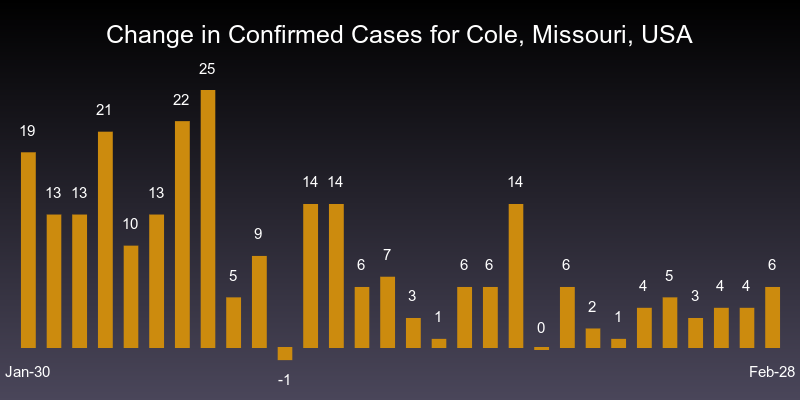 Change in Confirmed Cases for Cole, Missouri, USA
19 13 13 21 10 13 22 25 5 9 -1 14 14 6 7 3 1 6 6 14 0 6 2 1 4 5 3 4 4 6
Jan-30 Feb-28